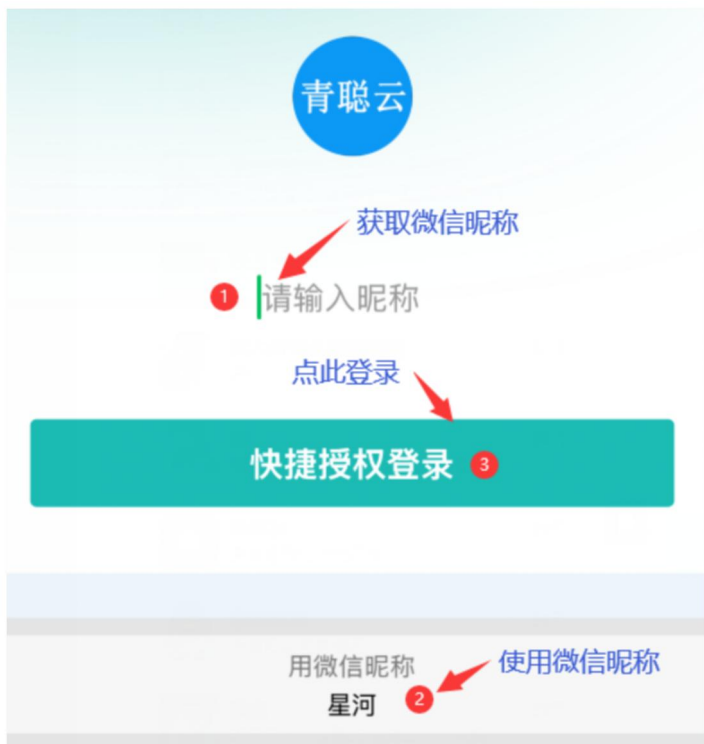 青聪云
获取微信昵称
1 请输入昵称
点此登录
快捷授权登录 3
用微信昵称 使用微信昵称
星河 2